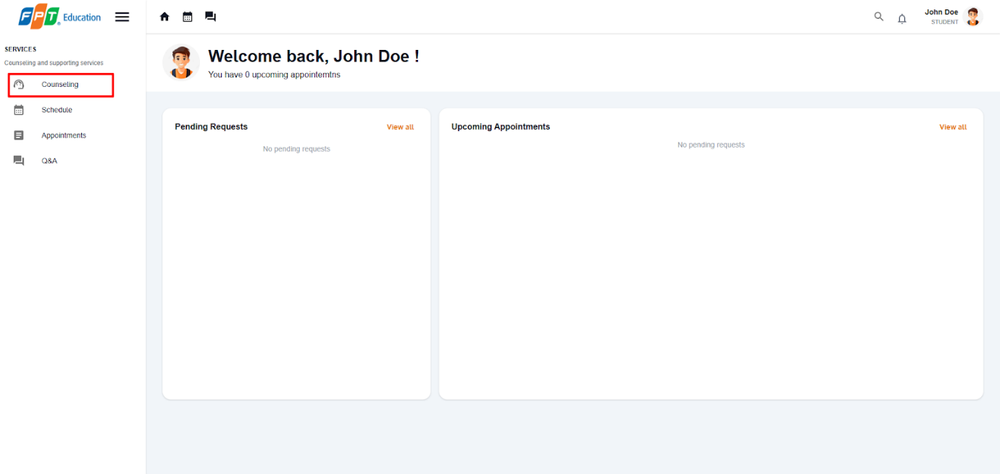 FPT Education
John Doe
STUDENT
SERVICES
Counseling and supporting services
Counseling
Schedule
Appointments
Q&A
Welcome back, John Doe !
You have 0 upcoming appointemtns
Pending Requests
View all
No pending requests
Upcoming Appointments
View all
No pending requests